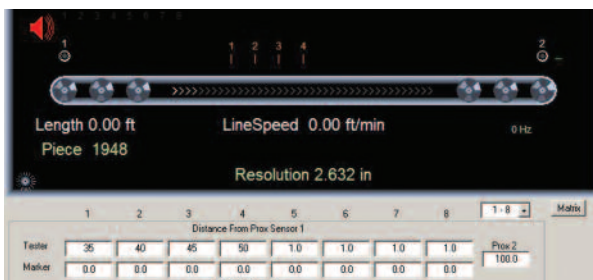 1 2 3 4 5 6 7 8
1 1 2 3 4 2
Length 0.00 ft LineSpeed 0.00 ft/min 0 Hz
Piece 1948
Resolution 2.632 in
1 2 3 4 5 6 7 8 1 - 8 Matrix
Distance From Prox Sensor 1
Tester 35 40 45 50 1.0 1.0 1.0 1.0 Prox 2
100.0
Marker 0.0 0.0 0.0 0.0 0.0 0.0 0.0 0.0